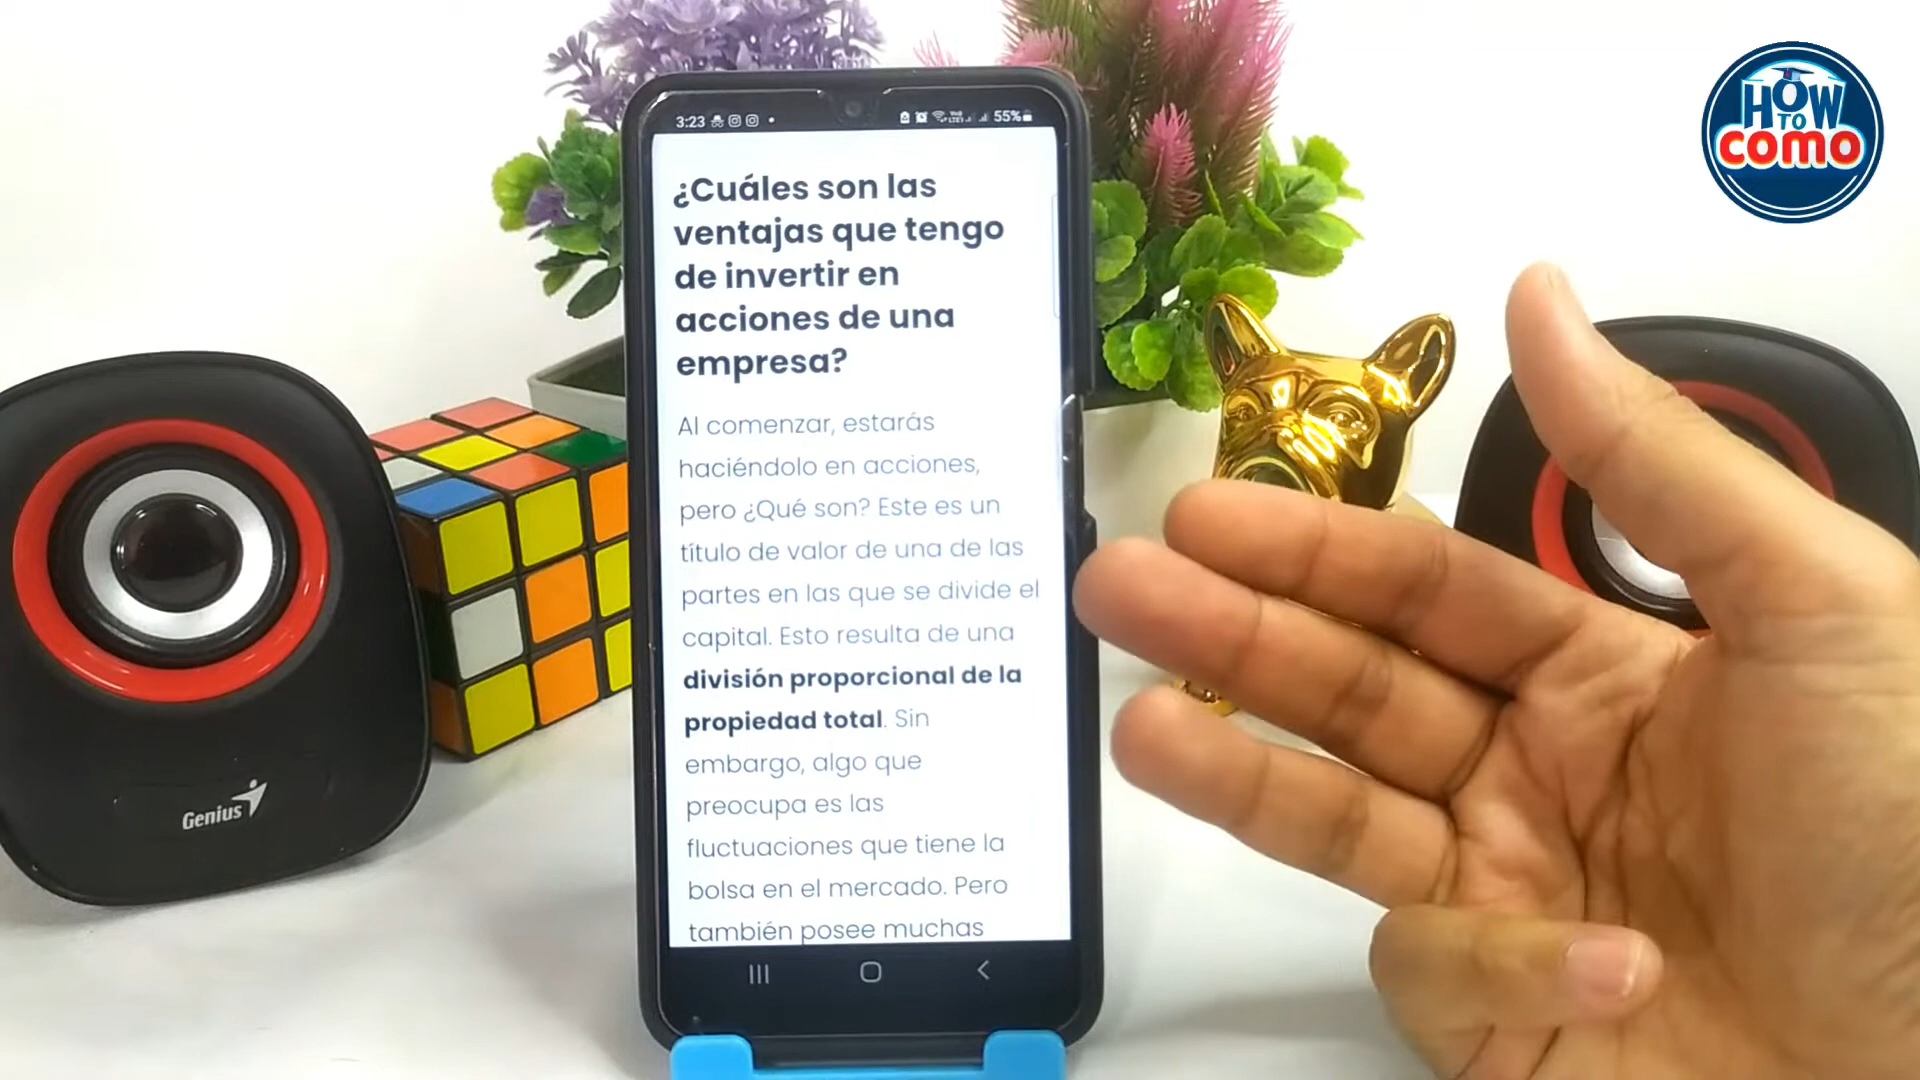 HOW
TO
como
3:23
55%
¿Cuáles son las
ventajas que tengo
de invertir en
acciones de una
empresa?
Al comenzar, estarás
haciéndolo en acciones,
pero ¿Qué son? Este es un
título de valor de una de las
partes en las que se divide el
capital. Esto resulta de una
división proporcional de la
propiedad total. Sin
embargo, algo que
preocupa es las
fluctuaciones que tiene la
bolsa en el mercado. Pero
también posee muchas
Genius